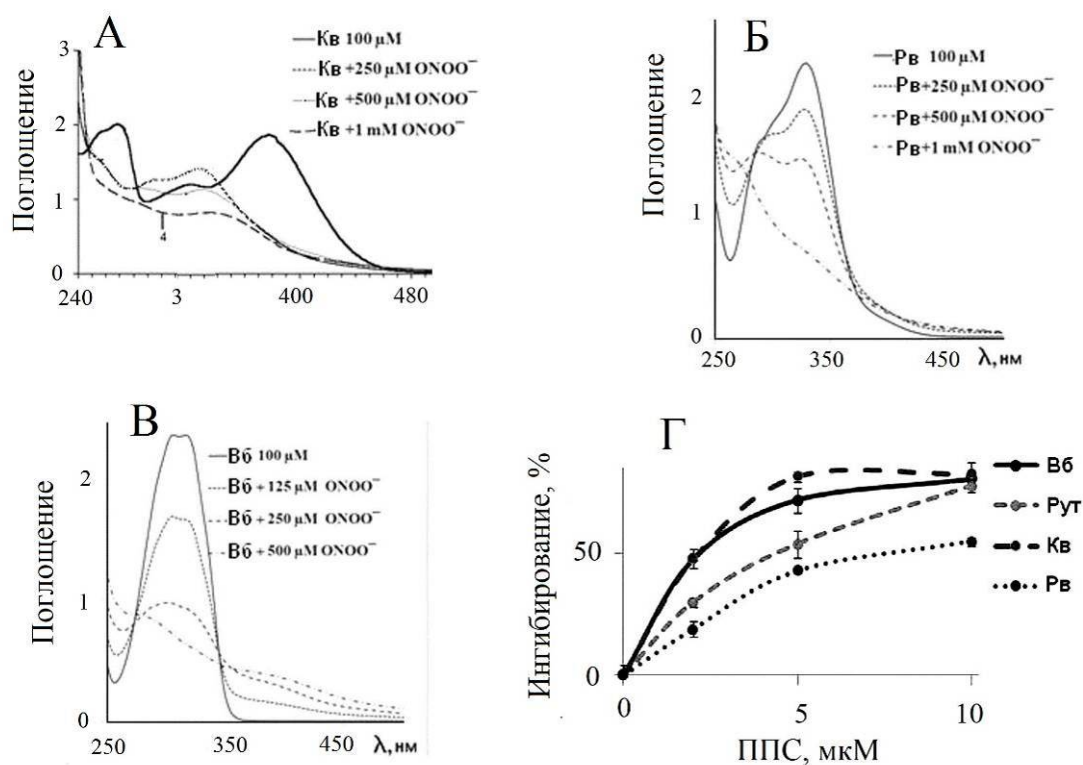 А
Поглощение
3
2
1
0
240
3
400
480
4
Кв 100 µM
Кв +250 µM ONOO⁻
Кв +500 µM ONOO⁻
Кв +1 mM ONOO⁻
Б
Поглощение
2
1
0
250
350
450
λ, нм
Рв 100 µM
Рв+250 µM ONOO⁻
Рв+500 µM ONOO⁻
Рв+1 mM ONOO⁻
В
Поглощение
2
1
0
250
350
450
λ, нм
Вб 100 µM
Вб + 125 µM ONOO⁻
Вб + 250 µM ONOO⁻
Вб + 500 µM ONOO⁻
Г
Ингибирование, %
50
0
0
5
10
ППС, мкМ
Вб
Рут
Кв
Рв